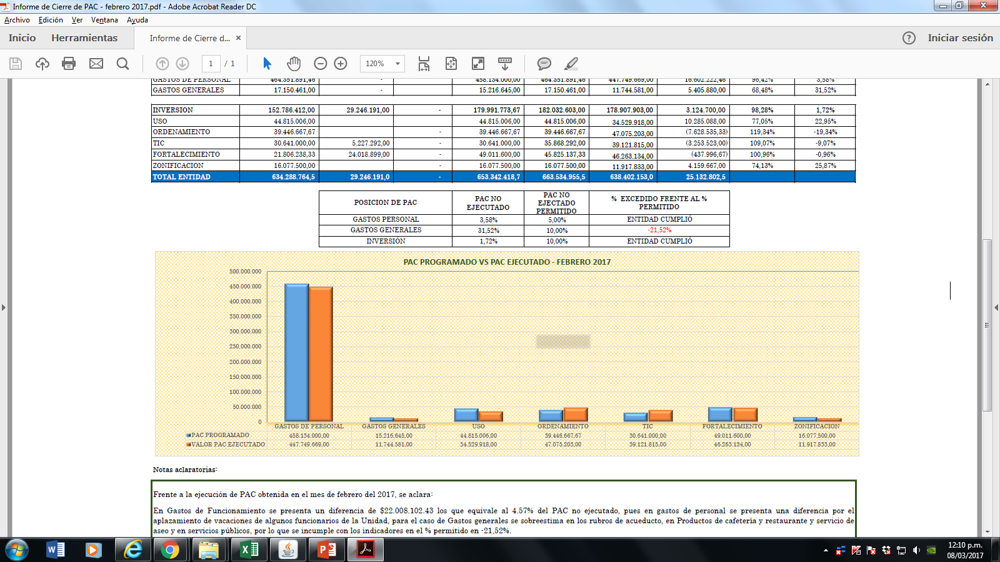 Informe de Cierre de PAC - febrero 2017.pdf - Adobe Acrobat Reader DC
Archivo Edición Ver Ventana Ayuda
Inicio Herramientas Informe de Cierre d... × ? Iniciar sesión
1 / 1 120%
GASTOS DE PERSONAL 464.351.891,46 - 458.134.000,00 464.351.891,46 447.749.669,00 16.602.222,46 96,42% 3,58%
GASTOS GENERALES 17.150.461,00 - 15.216.645,00 17.150.461,00 11.744.581,00 5.405.880,00 68,48% 31,52%
INVERSION 152.786.412,00 29.246.191,00 - 179.991.773,67 182.032.603,00 178.907.903,00 3.124.700,00 98,28% 1,72%
USO 44.815.006,00 44.815.006,00 44.815.006,00 34.529.918,00 10.285.088,00 77,05% 22,95%
ORDENAMIENTO 39.446.667,67 - 39.446.667,67 39.446.667,67 47.075.203,00 (7.628.535,33) 119,34% -19,34%
TIC 30.641.000,00 5.227.292,00 - 30.641.000,00 35.868.292,00 39.121.815,00 (3.253.523,00) 109,07% -9,07%
FORTALECIMIENTO 21.806.238,33 24.018.899,00 - 49.011.600,00 45.825.137,33 46.263.134,00 (437.996,67) 100,96% -0,96%
ZONIFICACION 16.077.500,00 - 16.077.500,00 16.077.500,00 11.917.833,00 4.159.667,00 74,13% 25,87%
TOTAL ENTIDAD 634.288.764,5 29.246.191,0 - 653.342.418,7 663.534.955,5 638.402.153,0 25.132.802,5
POSICION DE PAC PAC NO EJECUTADO PAC NO EJECTADO PERMITIDO % EXCEDIDO FRENTE AL % PERMITIDO
GASTOS PERSONAL 3,58% 5,00% ENTIDAD CUMPLIÓ
GASTOS GENERALES 31,52% 10,00% -21,52%
INVERSIÓN 1,72% 10,00% ENTIDAD CUMPLIÓ
PAC PROGRAMADO VS PAC EJECUTADO - FEBRERO 2017
500.000.000
450.000.000
400.000.000
350.000.000
300.000.000
250.000.000
200.000.000
150.000.000
100.000.000
50.000.000
0
GASTOS DE PERSONAL GASTOS GENERALES USO ORDENAMIENTO TIC FORTALECIMIENTO ZONIFICACION
PAC PROGRAMADO 458.134.000,00 15.216.645,00 44.815.006,00 39.446.667,67 30.641.000,00 49.011.600,00 16.077.500,00
VALOR PAC EJECUTADO 447.749.669,00 11.744.581,00 34.529.918,00 47.075.203,00 39.121.815,00 46.263.134,00 11.917.833,00
Notas aclaratorias:
Frente a la ejecución de PAC obtenida en el mes de febrero del 2017, se aclara:
En Gastos de Funcionamiento se presenta un diferencia de $22.008.102.43 los que equivale al 4.57% del PAC no ejecutado, pues en gastos de personal se presenta una diferencia por el
aplazamiento de vacaciones de algunos funcionarios de la Unidad, para el caso de Gastos generales se sobreestima en los rubros de acueducto, en Productos de cafetería y restaurante y servicio de
aseo y en servicios públicos, por lo que se incumple con los indicadores en el % permitido en -21,52%.
12:10 p.m.
08/03/2017